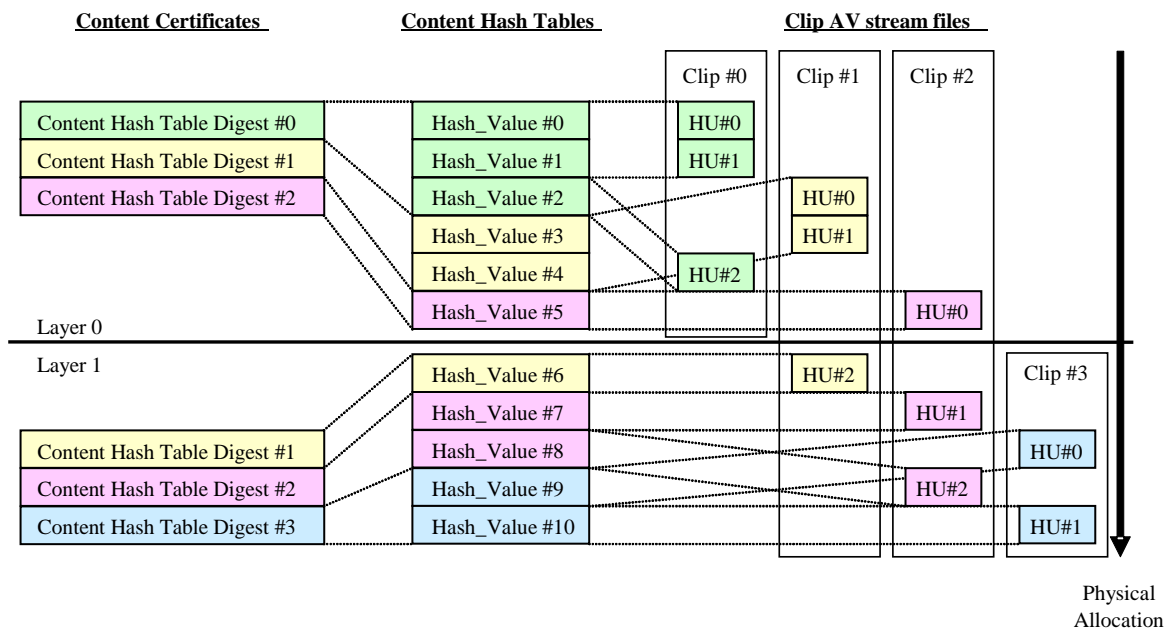 Content Certificates
Content Hash Tables
Clip AV stream files
Clip #0
Clip #1
Clip #2
Content Hash Table Digest #0
Content Hash Table Digest #1
Content Hash Table Digest #2
Hash_Value #0
Hash_Value #1
Hash_Value #2
Hash_Value #3
Hash_Value #4
Hash_Value #5
HU#0
HU#1
HU#2
HU#0
HU#1
HU#0
Layer 0
Layer 1
Content Hash Table Digest #1
Content Hash Table Digest #2
Content Hash Table Digest #3
Hash_Value #6
Hash_Value #7
Hash_Value #8
Hash_Value #9
Hash_Value #10
HU#2
HU#1
HU#2
Clip #3
HU#0
HU#1
Physical
Allocation